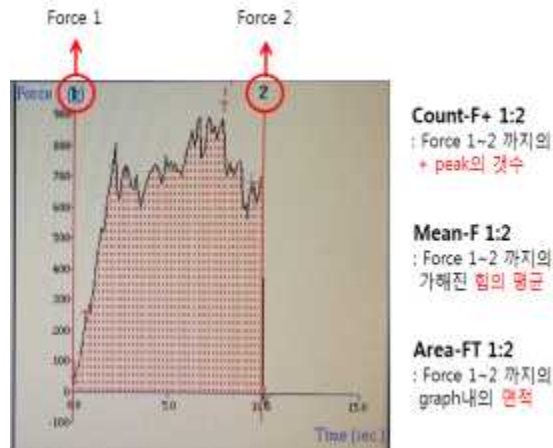 Force 1
Force 2
Force
2
1
900
800
700
600
500
400
300
200
100
0
-100
0.0
5.0
10.0
15.0
Time (sec.)
Count-F+ 1:2
: Force 1~2 까지의
+ peak의 갯수
Mean-F 1:2
: Force 1~2 까지의
가해진 힘의 평균
Area-FT 1:2
: Force 1~2 까지의
graph내의 면적